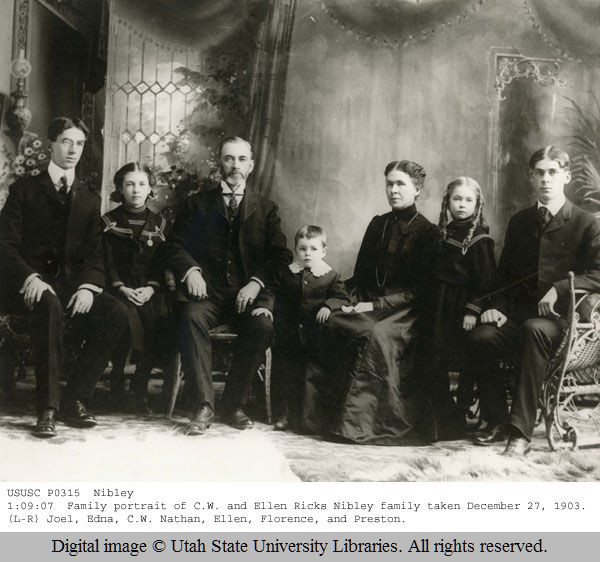 USUSC P0315 Nibley
1:09:07 Family portrait of C.W. and Ellen Ricks Nibley family taken December 27, 1903.
(L-R) Joel, Edna, C.W. Nathan, Ellen, Florence, and Preston.
Digital image © Utah State University Libraries. All rights reserved.